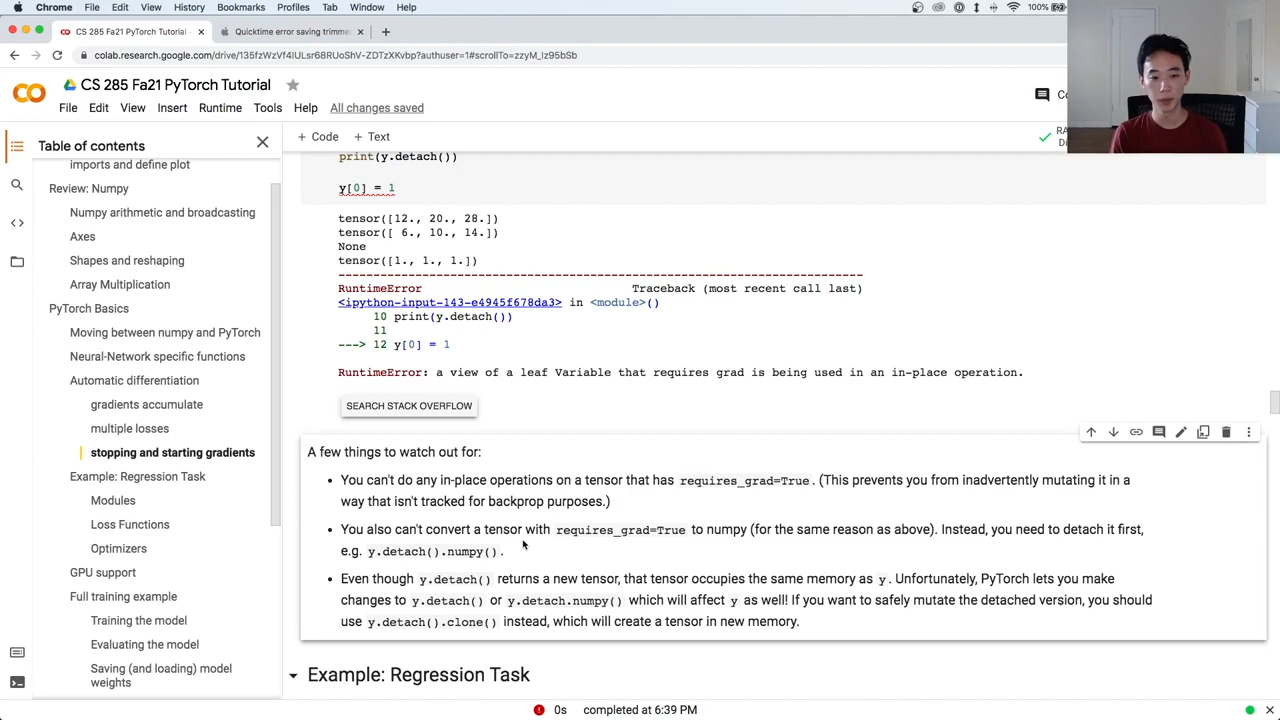 Chrome File Edit View History Bookmarks Profiles Tab Window Help 100%
CS 285 Fa21 PyTorch Tutorial - Quicktime error saving trimme
colab.research.google.com/drive/135fzWzVf4lULsr68RUoShV-ZDTzXKvbp?authuser=1#scrollTo=zzyM_lz95bSb
CS 285 Fa21 PyTorch Tutorial
File Edit View Insert Runtime Tools Help All changes saved
Table of contents
imports and define plot
Review: Numpy
Numpy arithmetic and broadcasting
Axes
Shapes and reshaping
Array Multiplication
PyTorch Basics
Moving between numpy and PyTorch
Neural-Network specific functions
Automatic differentiation
gradients accumulate
multiple losses
stopping and starting gradients
Example: Regression Task
Modules
Loss Functions
Optimizers
GPU support
Full training example
Training the model
Evaluating the model
Saving (and loading) model
weights
+ Code + Text
print(y.detach())
y[0] = 1
tensor([12., 20., 28.])
tensor([ 6., 10., 14.])
None
tensor([1., 1., 1.])
---------------------------------------------------------------------------
RuntimeError Traceback (most recent call last)
<ipython-input-143-e4945f678da3> in <module>()
10 print(y.detach())
11
---> 12 y[0] = 1
RuntimeError: a view of a leaf Variable that requires grad is being used in an in-place operation.
SEARCH STACK OVERFLOW
A few things to watch out for:
• You can't do any in-place operations on a tensor that has requires_grad=True. (This prevents you from inadvertently mutating it in a
way that isn't tracked for backprop purposes.)
• You also can't convert a tensor with requires_grad=True to numpy (for the same reason as above). Instead, you need to detach it first,
e.g. y.detach().numpy().
• Even though y.detach() returns a new tensor, that tensor occupies the same memory as y. Unfortunately, PyTorch lets you make
changes to y.detach() or y.detach.numpy() which will affect y as well! If you want to safely mutate the detached version, you should
use y.detach().clone() instead, which will create a tensor in new memory.
Example: Regression Task
0s completed at 6:39 PM